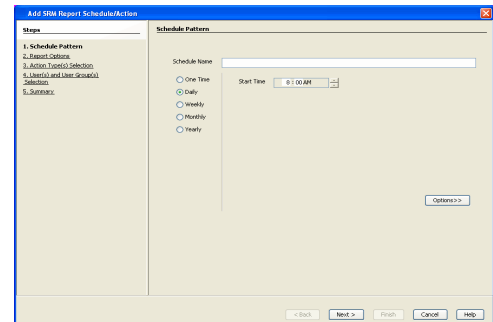 Add SRM Report Schedule/Action
Steps
1. Schedule Pattern
2. Report Options
3. Action Type(s) Selection
4. User(s) and User Group(s)
Selection
5. Summary
Schedule Pattern
Schedule Name
One Time
Daily
Weekly
Monthly
Yearly
Start Time
8 : 00 AM
Options>>
< Back
Next >
Finish
Cancel
Help